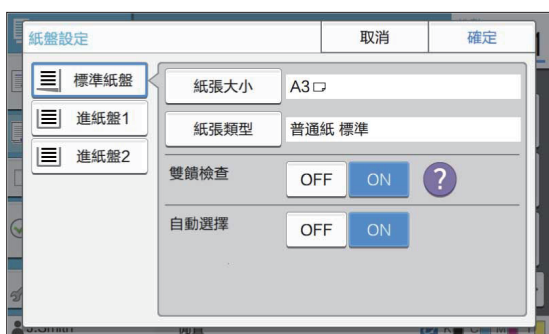 紙盤設定 取消 確定
標準紙盤 紙張大小 A3
進紙盤1 紙張類型 普通紙 標準
進紙盤2
雙饋檢查 OFF ON ?
自動選擇 OFF ON
J.Smith